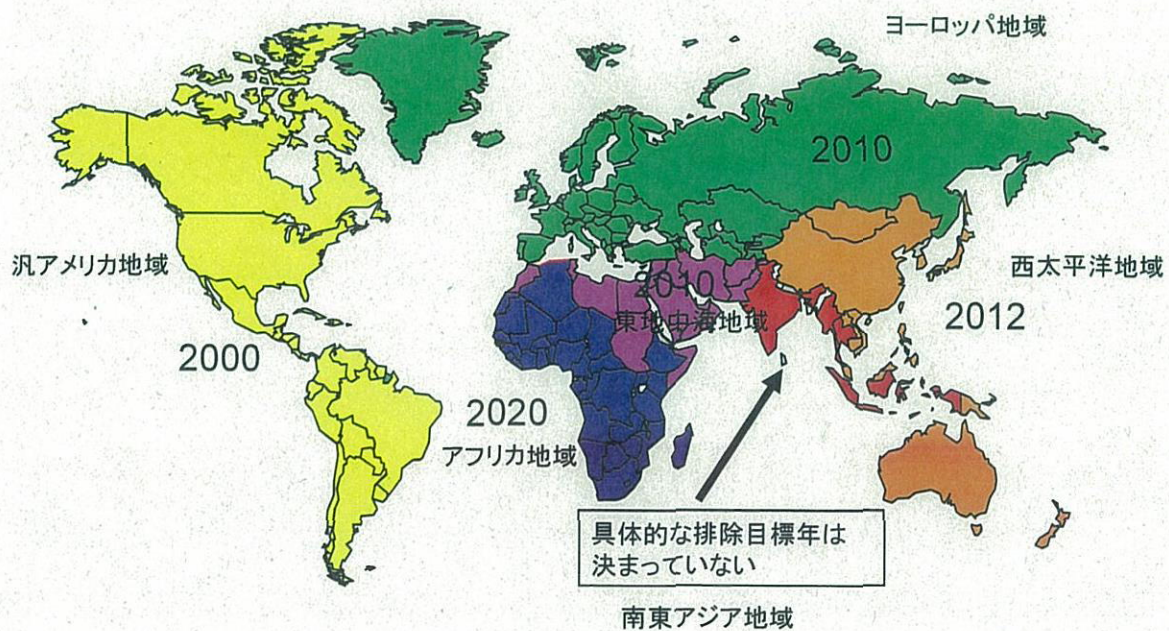 ヨーロッパ地域
2010
汎アメリカ地域
2010
東地中海地域
西太平洋地域
2012
2000
2020
アフリカ地域
具体的な排除目標年は
決まっていない
南東アジア地域